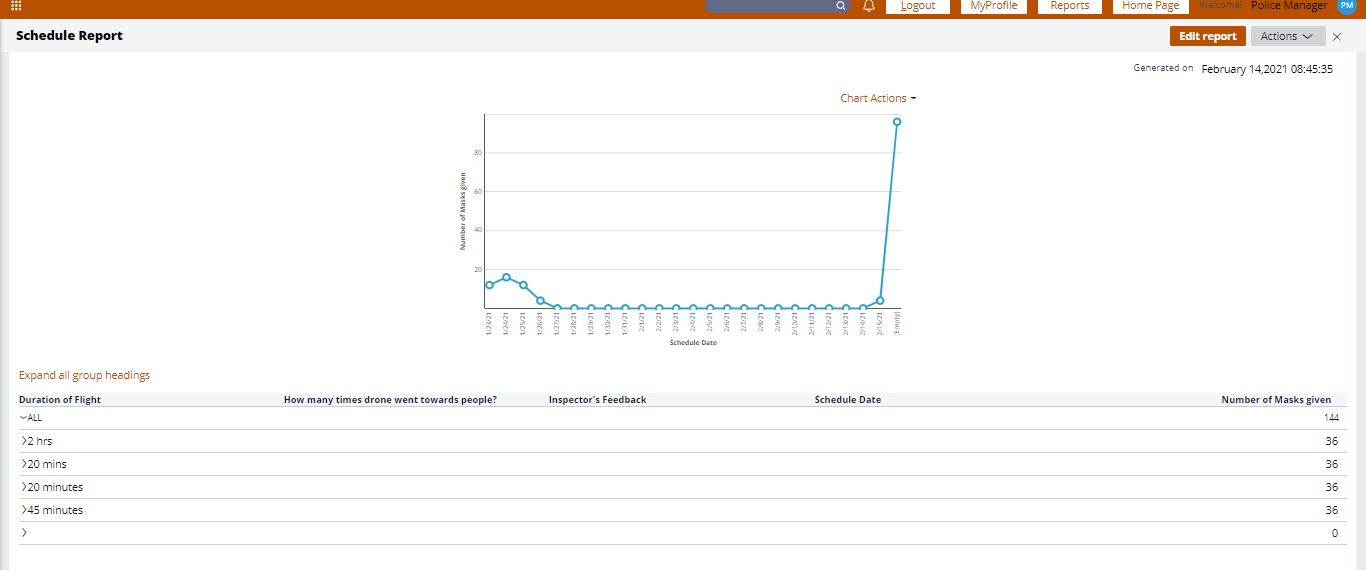 Logout MyProfile Reports Home Page Welcome! Police Manager PM
Schedule Report Edit report Actions
Generated on February 14,2021 08:45:35
Chart Actions
80
60
40
20
Number of Masks given
1/23/21 1/24/21 1/25/21 1/26/21 1/27/21 1/28/21 1/29/21 1/30/21 1/31/21 2/1/21 2/2/21 2/3/21 2/4/21 2/5/21 2/6/21 2/7/21 2/8/21 2/9/21 2/10/21 2/11/21 2/12/21 2/13/21 2/14/21 2/15/21 [Empty]
Schedule Date
Expand all group headings
Duration of Flight How many times drone went towards people? Inspector's Feedback Schedule Date Number of Masks given
ALL 144
2 hrs 36
20 mins 36
20 minutes 36
45 minutes 36
0